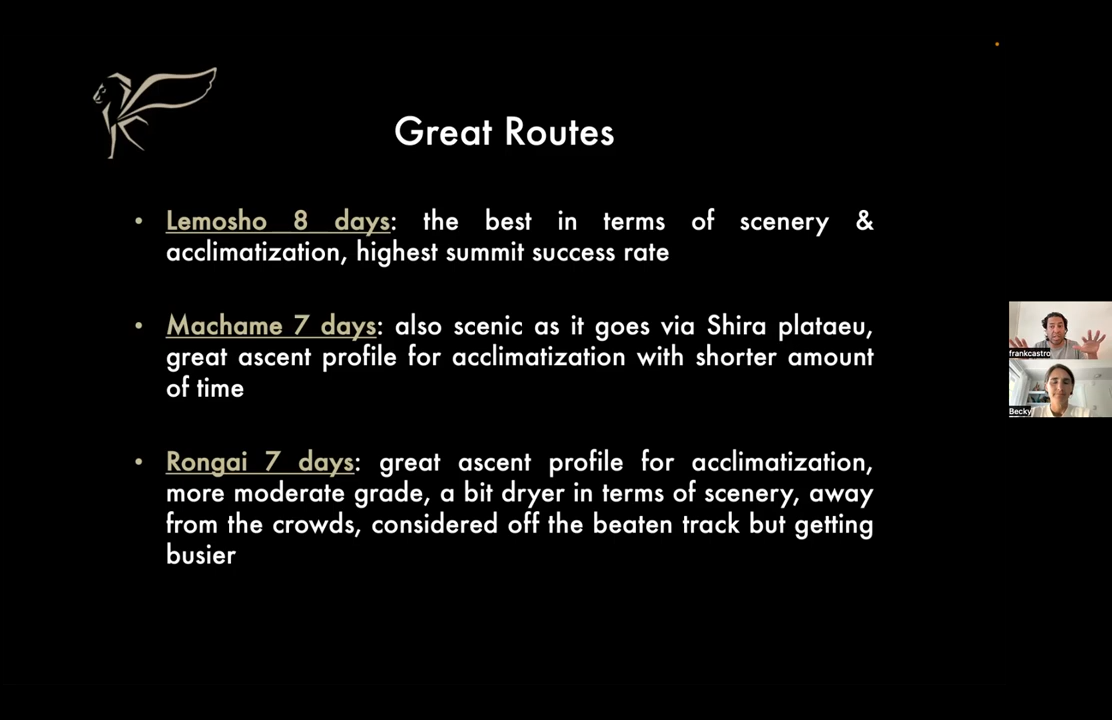 Great Routes
• Lemosho 8 days: the best in terms of scenery &
acclimatization, highest summit success rate
• Machame 7 days: also scenic as it goes via Shira plataeu,
great ascent profile for acclimatization with shorter amount
of time
• Rongai 7 days: great ascent profile for acclimatization,
more moderate grade, a bit dryer in terms of scenery, away
from the crowds, considered off the beaten track but getting
busier
frankcastro
Becky